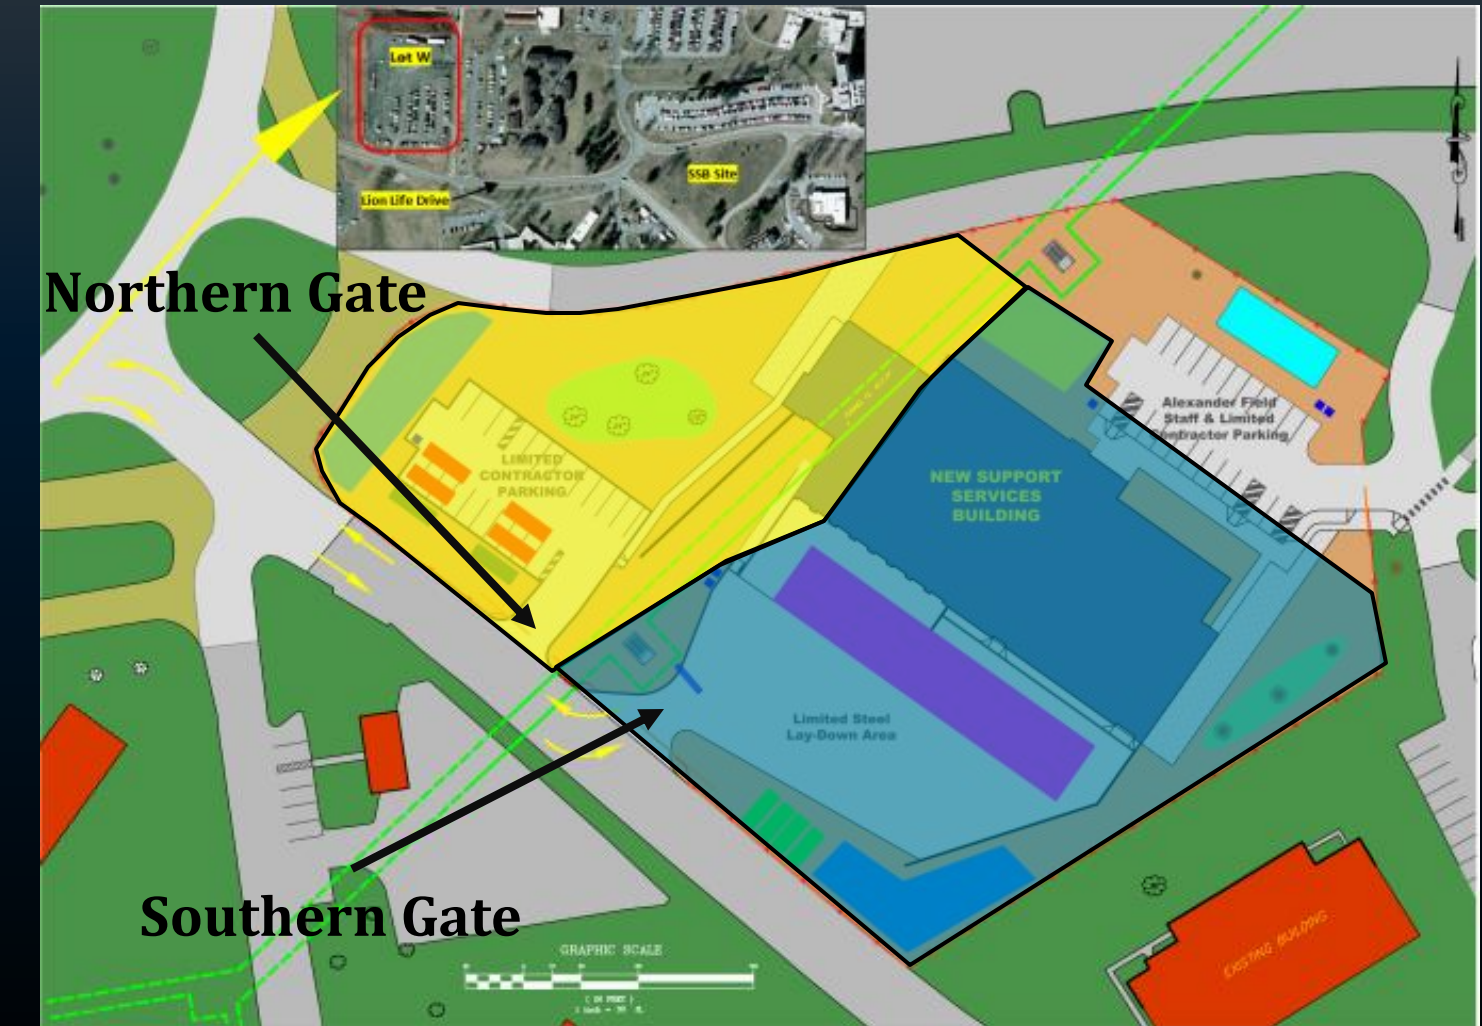 Lot W
Lion Life Drive
SSB Site
Northern Gate
LIMITED
CONTRACTOR
PARKING
Alexander Field
Staff & Limited
Contractor Parking
NEW SUPPORT
SERVICES
BUILDING
Limited Steel
Lay-Down Area
Southern Gate
GRAPHIC SCALE
EXISTING BUILDING